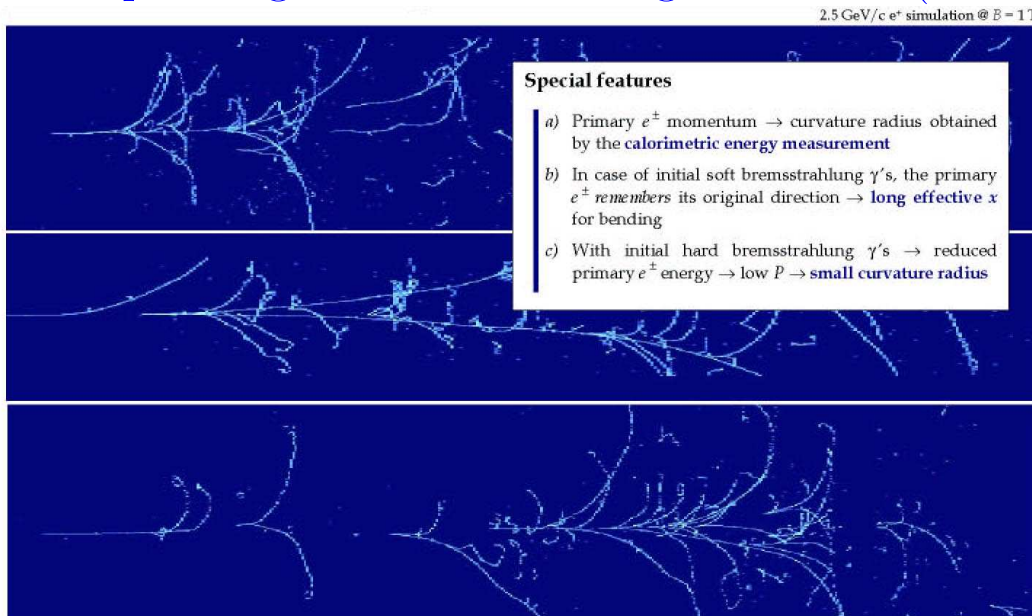 2.5 GeV/c e⁺ simulation @ B = 1 T
Special features
a) Primary e± momentum → curvature radius obtained
by the calorimetric energy measurement
b) In case of initial soft bremsstrahlung γ's, the primary
e± remembers its original direction → long effective x
for bending
c) With initial hard bremsstrahlung γ's → reduced
primary e± energy → low P → small curvature radius